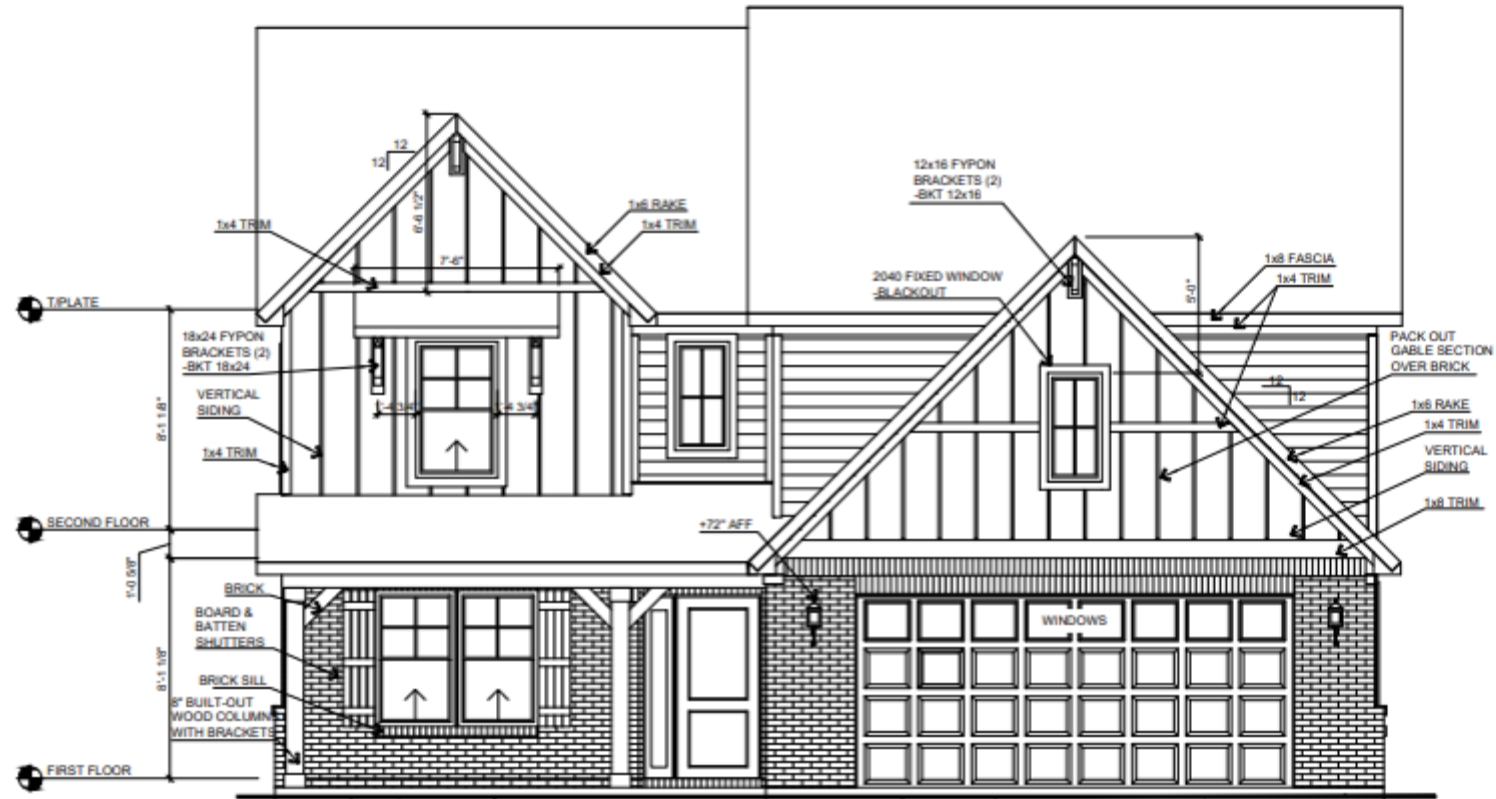 12
12
6'-6 1/2"
1x6 RAKE
1x4 TRIM
1x4 TRIM
7'-6"
T/PLATE
18x24 FYPON
BRACKETS (2)
-BKT 18x24
VERTICAL
SIDING
1x4 TRIM
8'-1 1/8"
SECOND FLOOR
1'-0 5/8"
12x16 FYPON
BRACKETS (2)
-BKT 12x16
2040 FIXED WINDOW
-BLACKOUT
5'-0"
1x8 FASCIA
1x4 TRIM
PACK OUT
GABLE SECTION
OVER BRICK
12
12
1x6 RAKE
1x4 TRIM
VERTICAL
SIDING
1x8 TRIM
+72" AFF
BRICK
BOARD &
BATTEN
SHUTTERS
BRICK SILL
8" BUILT-OUT
WOOD COLUMN
WITH BRACKETS
8'-1 1/8"
WINDOWS
FIRST FLOOR